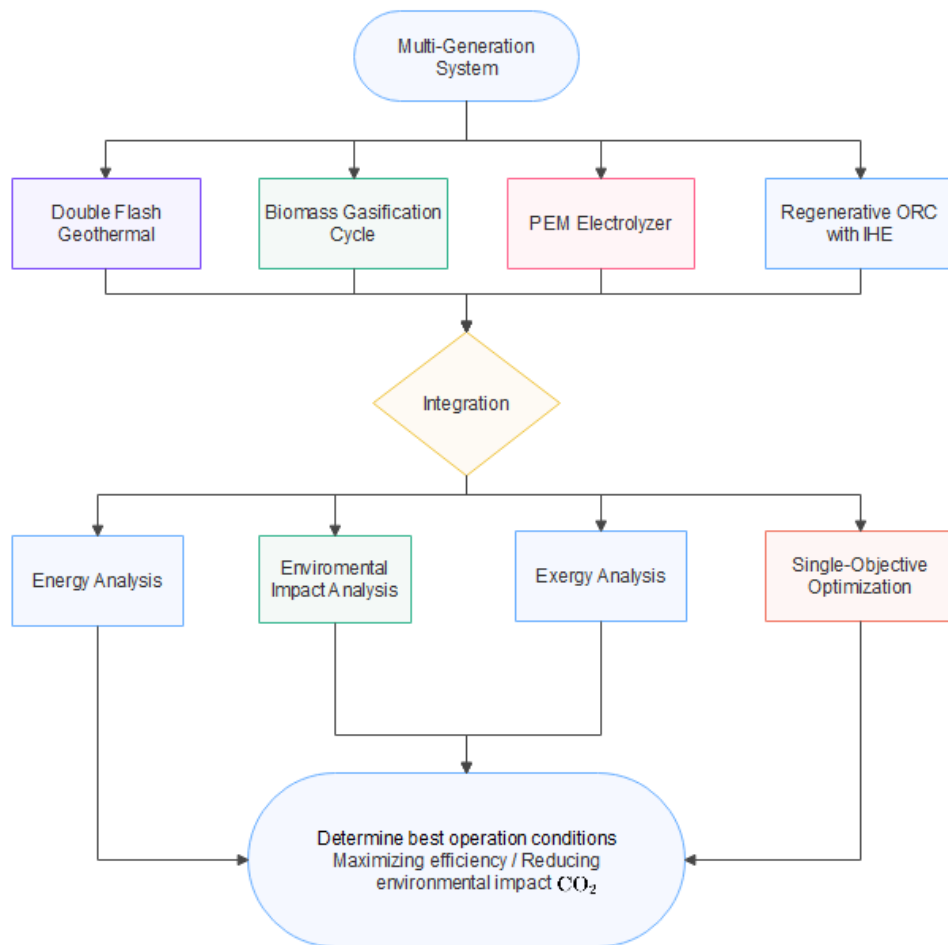 Multi-Generation
System
Double Flash
Geothermal
Biomass Gasification
Cycle
PEM Electrolyzer
Regenerative ORC
with IHE
Integration
Energy Analysis
Enviromental
Impact Analysis
Exergy Analysis
Single-Objective
Optimization
Determine best operation conditions
Maximizing efficiency / Reducing
environmental impact CO₂